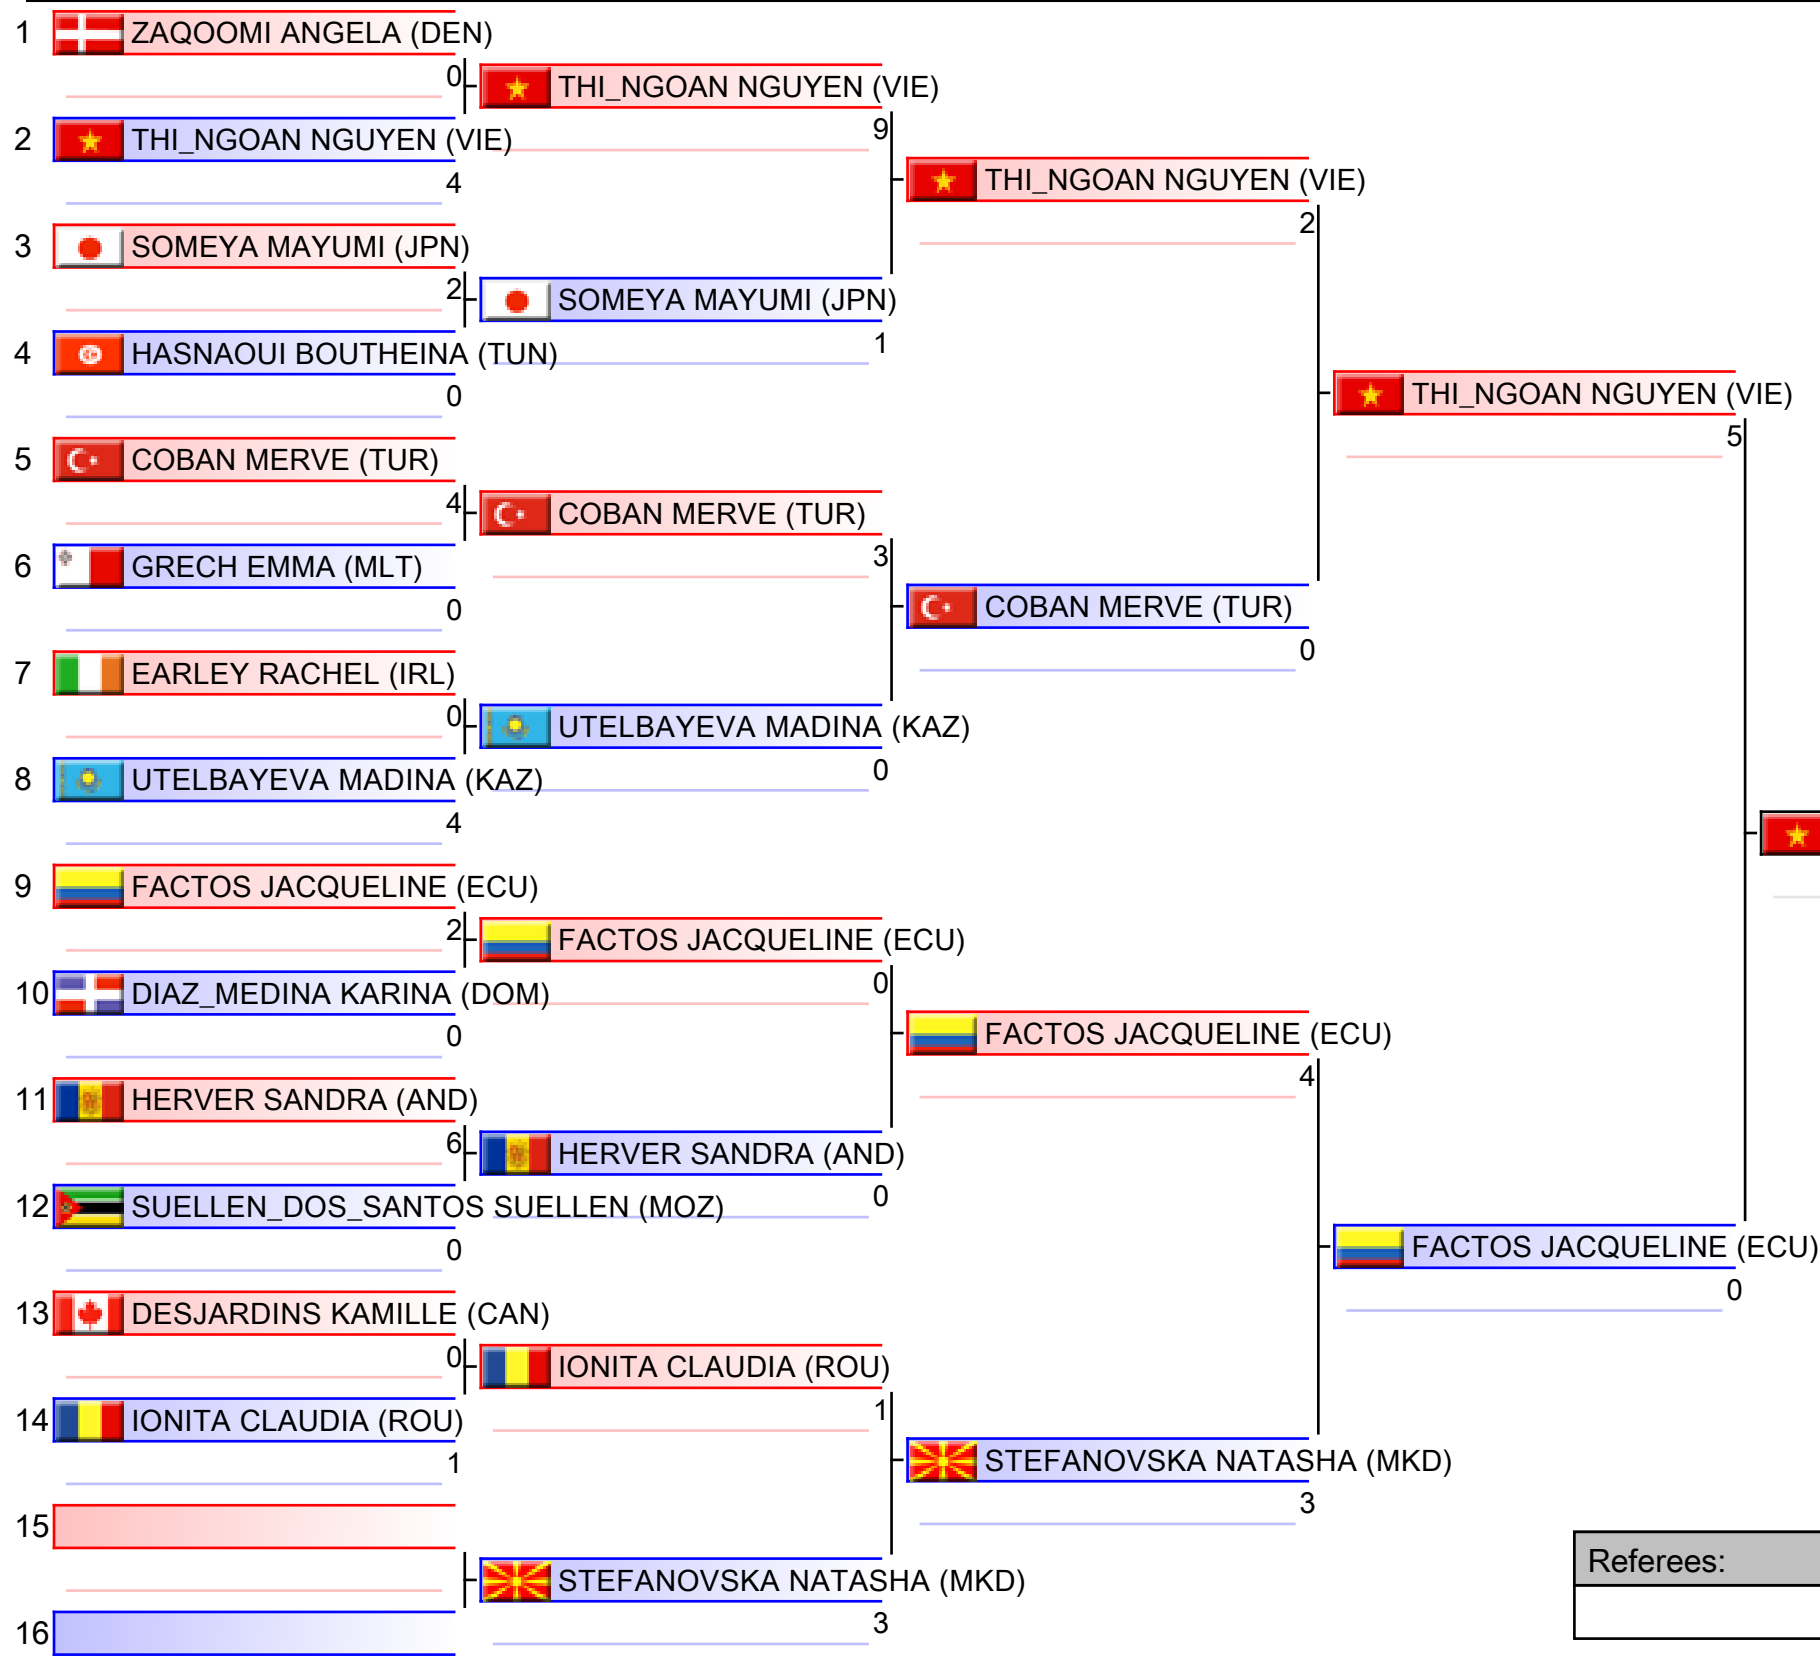 1 ZAQOOMI ANGELA (DEN)
0
THI_NGOAN NGUYEN (VIE)
9
2 THI_NGOAN NGUYEN (VIE)
4
THI_NGOAN NGUYEN (VIE)
2
3 SOMEYA MAYUMI (JPN)
2
SOMEYA MAYUMI (JPN)
1
4 HASNAOUI BOUTHEINA (TUN)
0
THI_NGOAN NGUYEN (VIE)
5
5 COBAN MERVE (TUR)
4
COBAN MERVE (TUR)
3
6 GRECH EMMA (MLT)
0
COBAN MERVE (TUR)
0
7 EARLEY RACHEL (IRL)
0
UTELBAYEVA MADINA (KAZ)
0
8 UTELBAYEVA MADINA (KAZ)
4
9 FACTOS JACQUELINE (ECU)
2
FACTOS JACQUELINE (ECU)
0
10 DIAZ_MEDINA KARINA (DOM)
0
FACTOS JACQUELINE (ECU)
4
11 HERVER SANDRA (AND)
6
HERVER SANDRA (AND)
0
12 SUELLEN_DOS_SANTOS SUELLEN (MOZ)
0
FACTOS JACQUELINE (ECU)
0
13 DESJARDINS KAMILLE (CAN)
0
IONITA CLAUDIA (ROU)
1
14 IONITA CLAUDIA (ROU)
1
STEFANOVSKA NATASHA (MKD)
3
15
STEFANOVSKA NATASHA (MKD)
3
16
Referees: